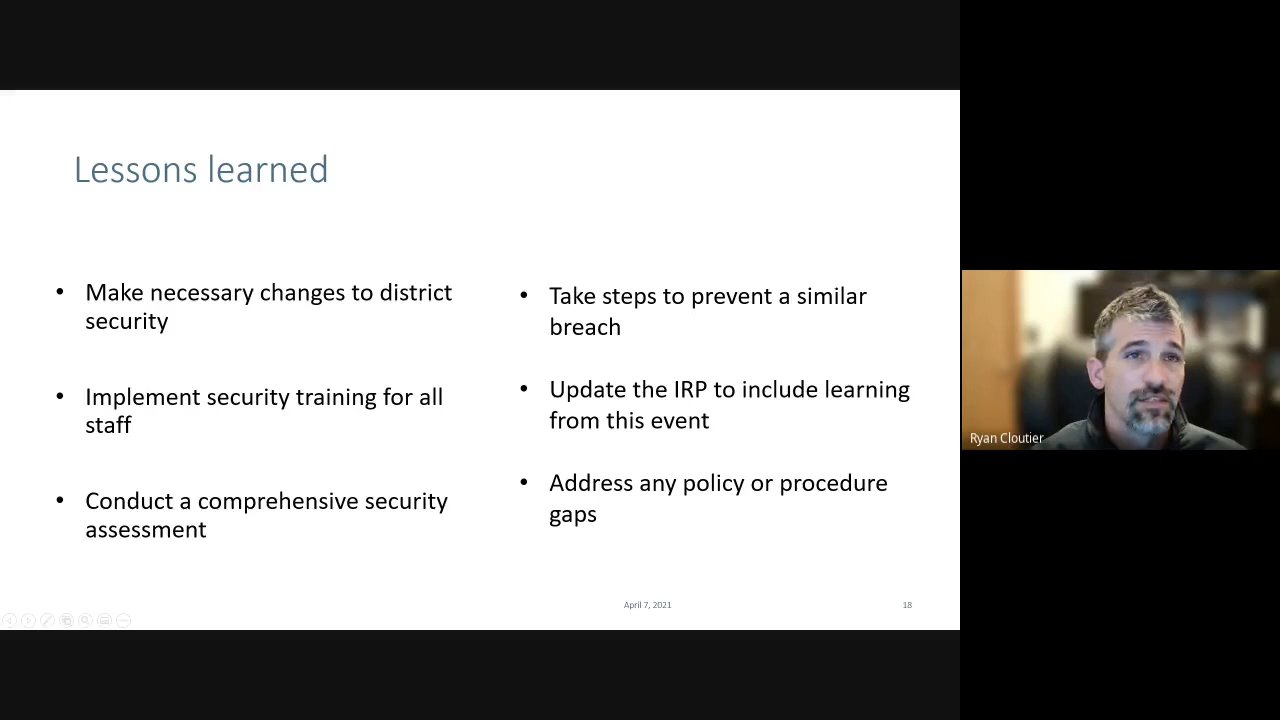 Lessons learned
• Make necessary changes to district
security
• Implement security training for all
staff
• Conduct a comprehensive security
assessment
• Take steps to prevent a similar
breach
• Update the IRP to include learning
from this event
• Address any policy or procedure
gaps
April 7, 2021
18
Ryan Cloutier